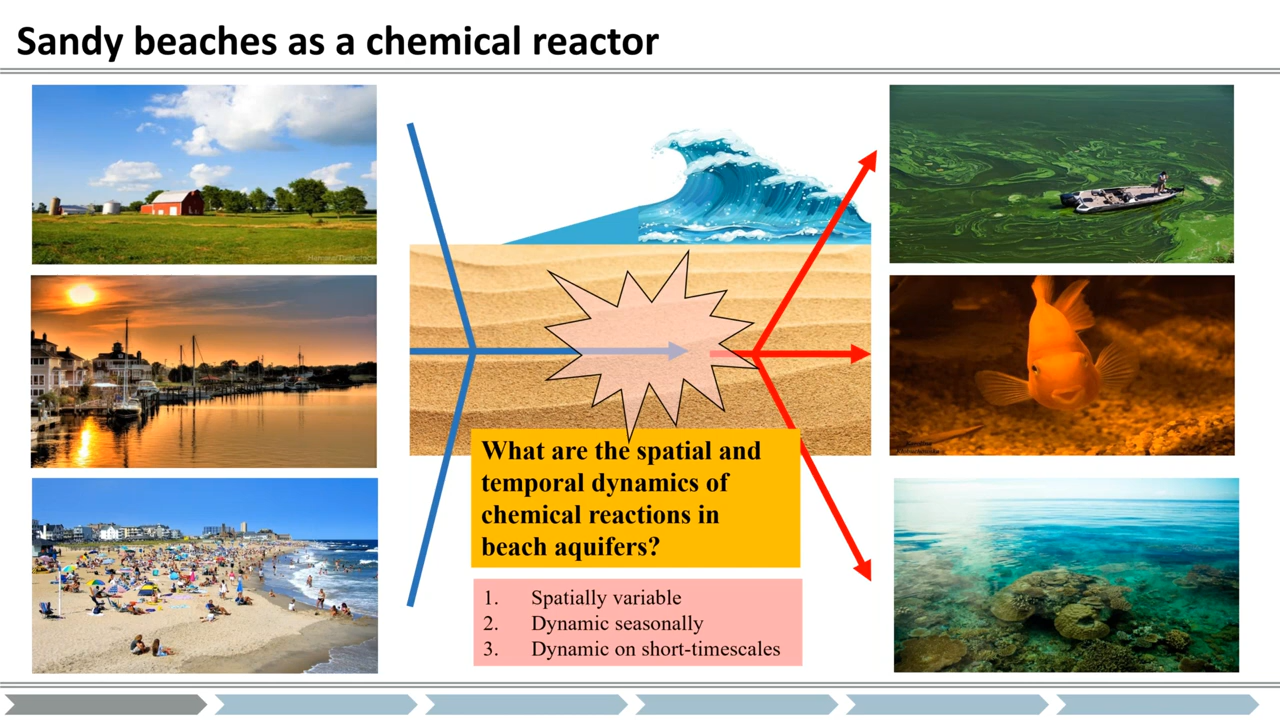 Sandy beaches as a chemical reactor
What are the spatial and
temporal dynamics of
chemical reactions in
beach aquifers?
1. Spatially variable
2. Dynamic seasonally
3. Dynamic on short-timescales